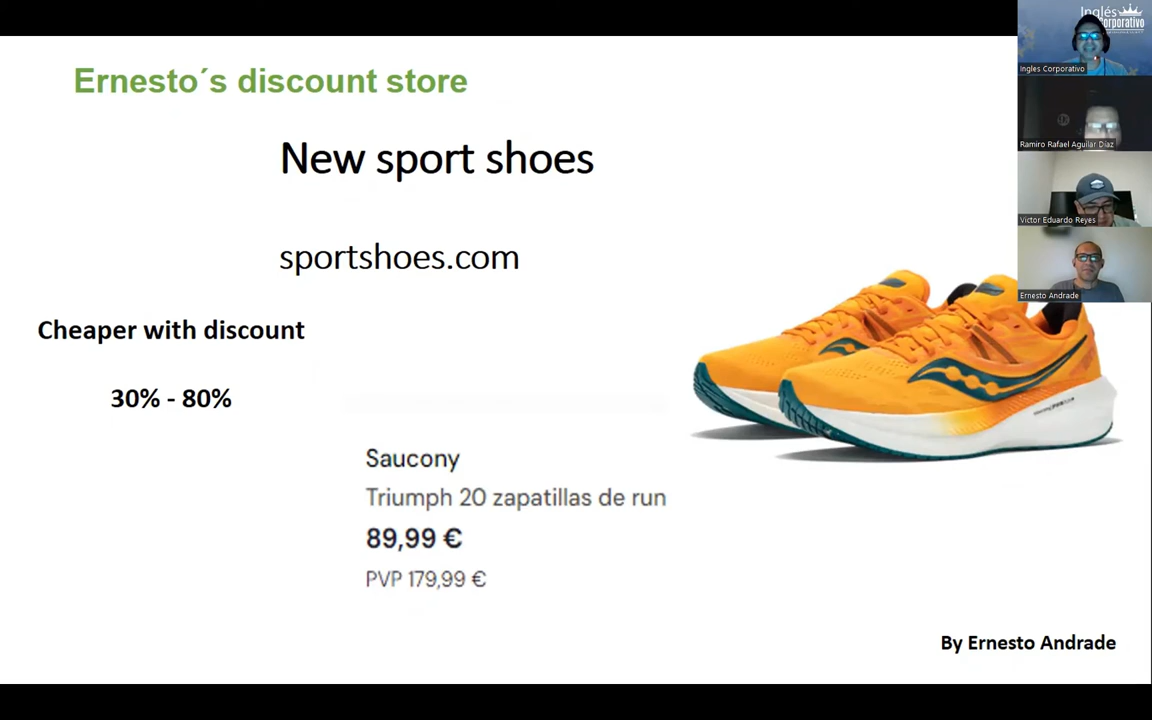 Ernesto´s discount store
New sport shoes
sportshoes.com
Cheaper with discount
30% - 80%
Saucony
Triumph 20 zapatillas de run
89,99 €
PVP 179,99 €
By Ernesto Andrade
Inglés
Corporativo
Ingles Corporativo
Ramiro Rafael Aguilar Díaz
Victor Eduardo Reyes
Ernesto Andrade